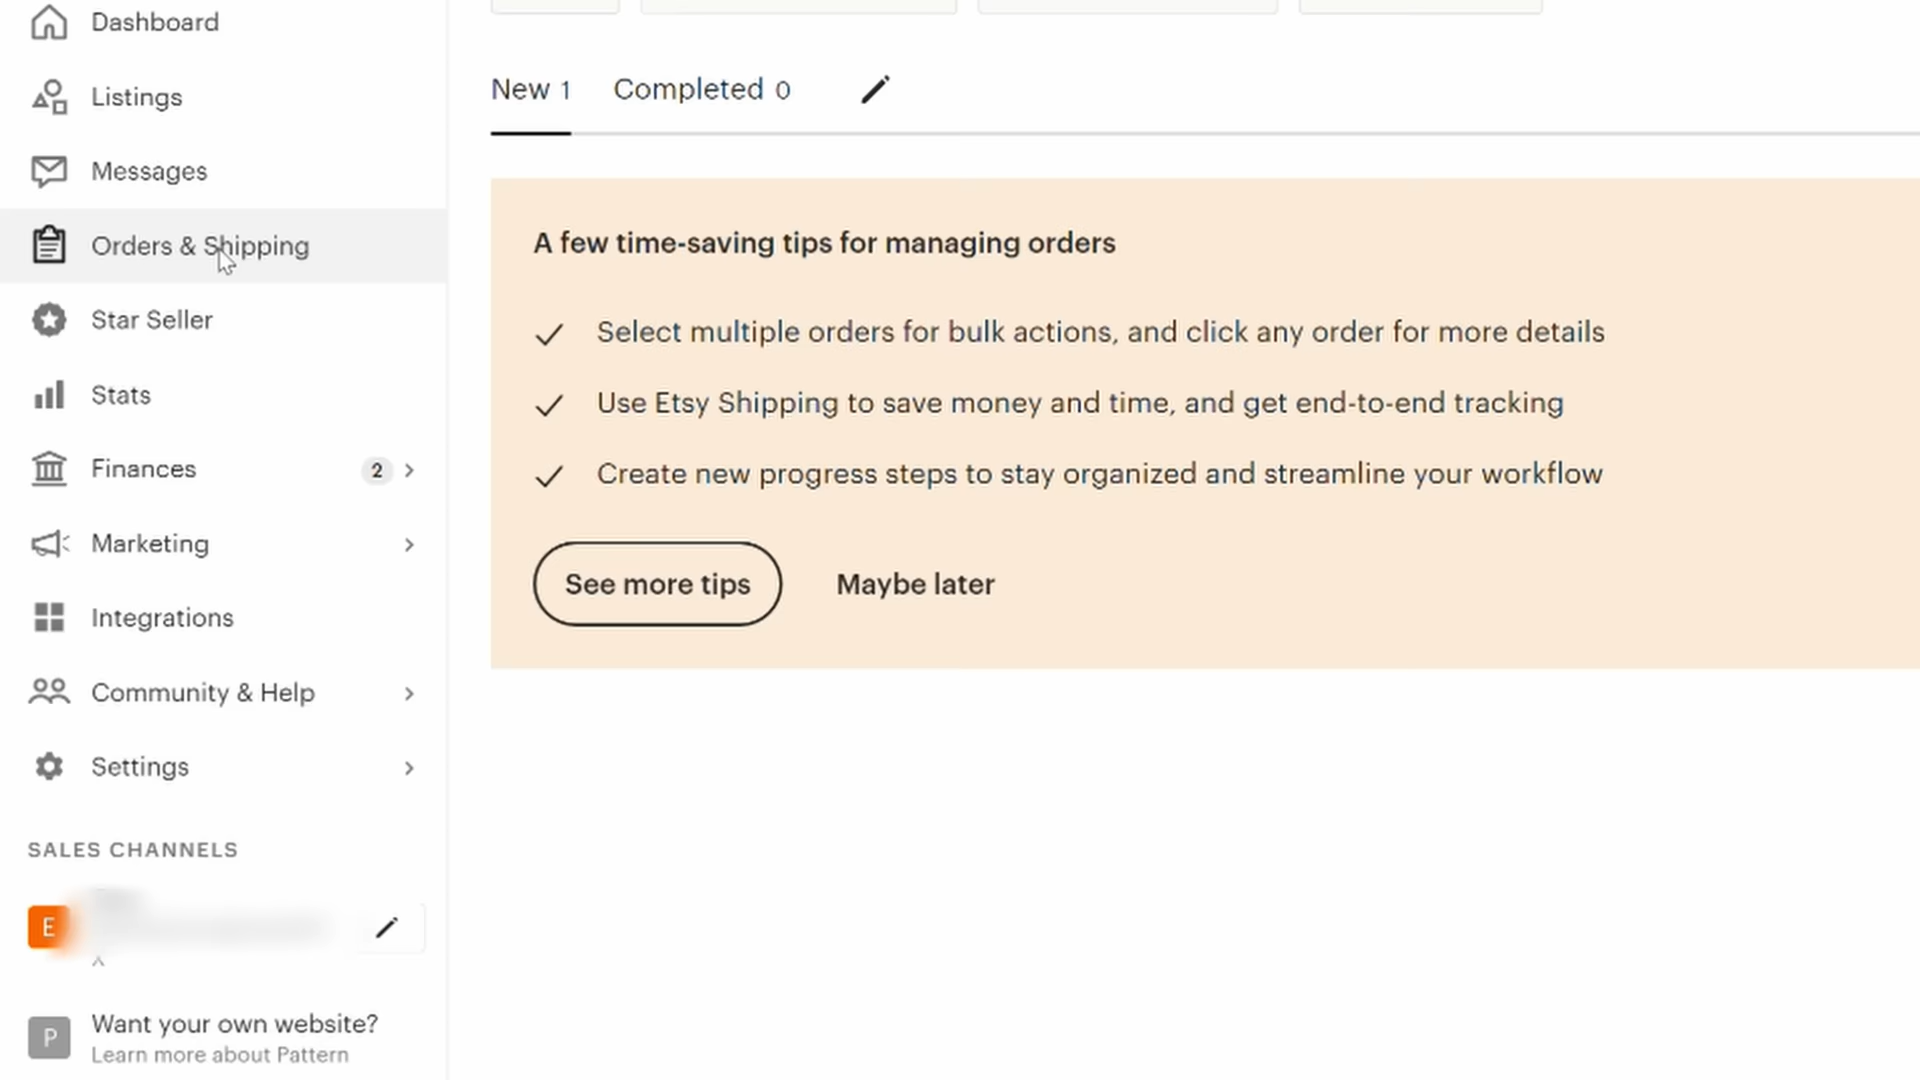 Dashboard
Listings
Messages
Orders & Shipping
Star Seller
Stats
Finances 2
Marketing
Integrations
Community & Help
Settings
SALES CHANNELS
E
P
Want your own website?
Learn more about Pattern
New 1 Completed 0
A few time-saving tips for managing orders
Select multiple orders for bulk actions, and click any order for more details
Use Etsy Shipping to save money and time, and get end-to-end tracking
Create new progress steps to stay organized and streamline your workflow
See more tips Maybe later